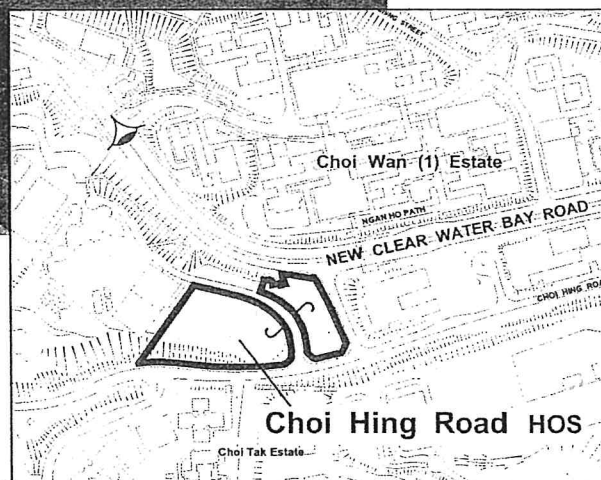 Choi Wan (1) Estate
NGAN HO PATH
NEW CLEAR WATER BAY ROAD
CHOI HING ROAD
Choi Hing Road HOS
Choi Tak Estate